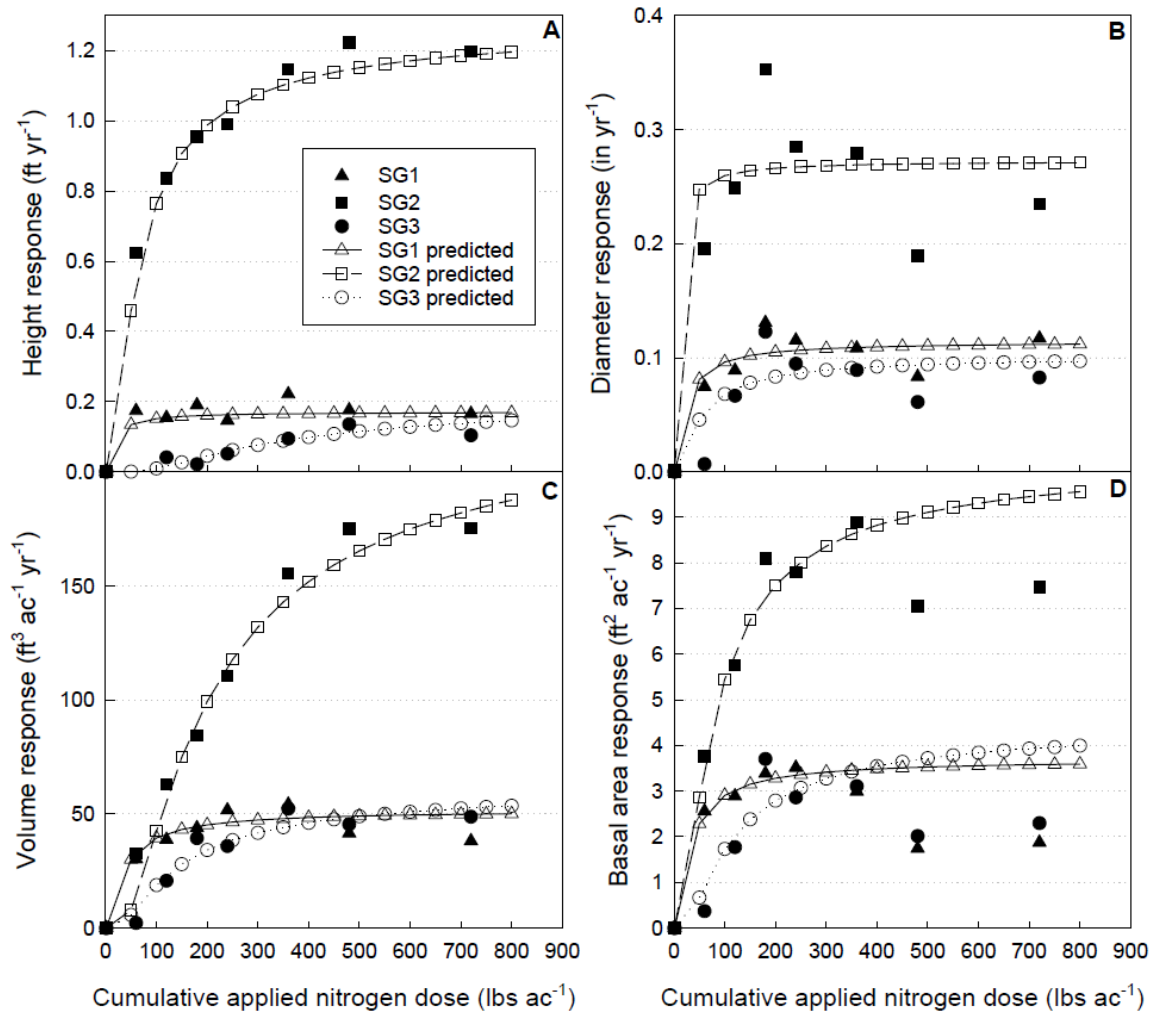 A
Height response (ft yr-1)
1.2
1.0
0.8
0.6
0.4
0.2
0.0
SG1
SG2
SG3
SG1 predicted
SG2 predicted
SG3 predicted
B
Diameter response (in yr-1)
0.4
0.3
0.2
0.1
0.0
C
Volume response (ft3 ac-1 yr-1)
150
100
50
0
0 100 200 300 400 500 600 700 800 900
Cumulative applied nitrogen dose (lbs ac-1)
D
Basal area response (ft2 ac-1 yr-1)
9
8
7
6
5
4
3
2
1
0
0 100 200 300 400 500 600 700 800 900
Cumulative applied nitrogen dose (lbs ac-1)